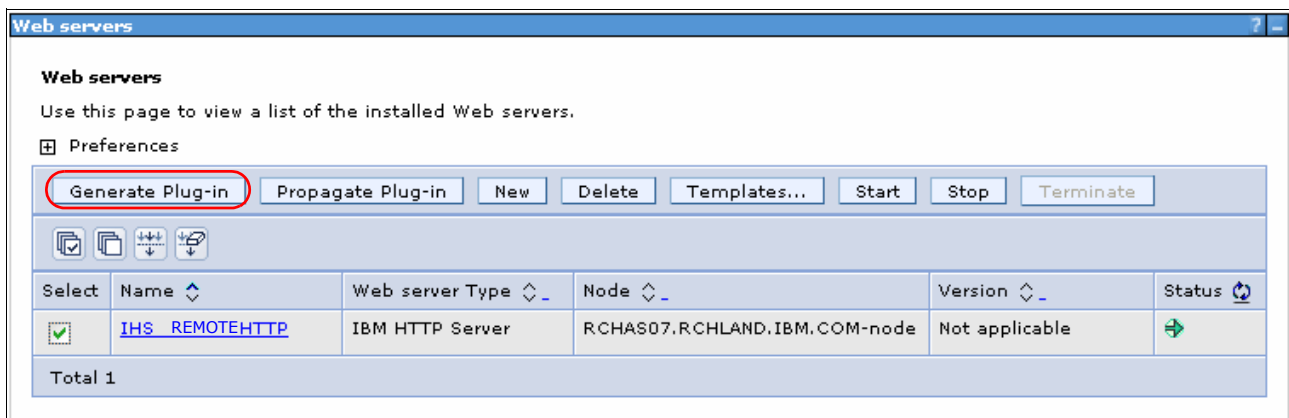 Web servers ? _
Web servers
Use this page to view a list of the installed Web servers.
+ Preferences
Generate Plug-in Propagate Plug-in New Delete Templates... Start Stop Terminate
Select Name Web server Type Node Version Status
IHS_REMOTEHTTP IBM HTTP Server RCHAS07.RCHLAND.IBM.COM-node Not applicable
Total 1